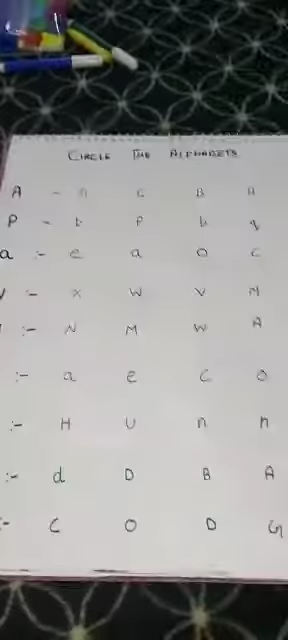 CIRCLE THE ALPHABETS
A - n C B A
P - b P b q
a :- e a o c
V :- x W V M
:- N M W A
:- a e c o
:- H U n h
:- d D B A
:- C O D G